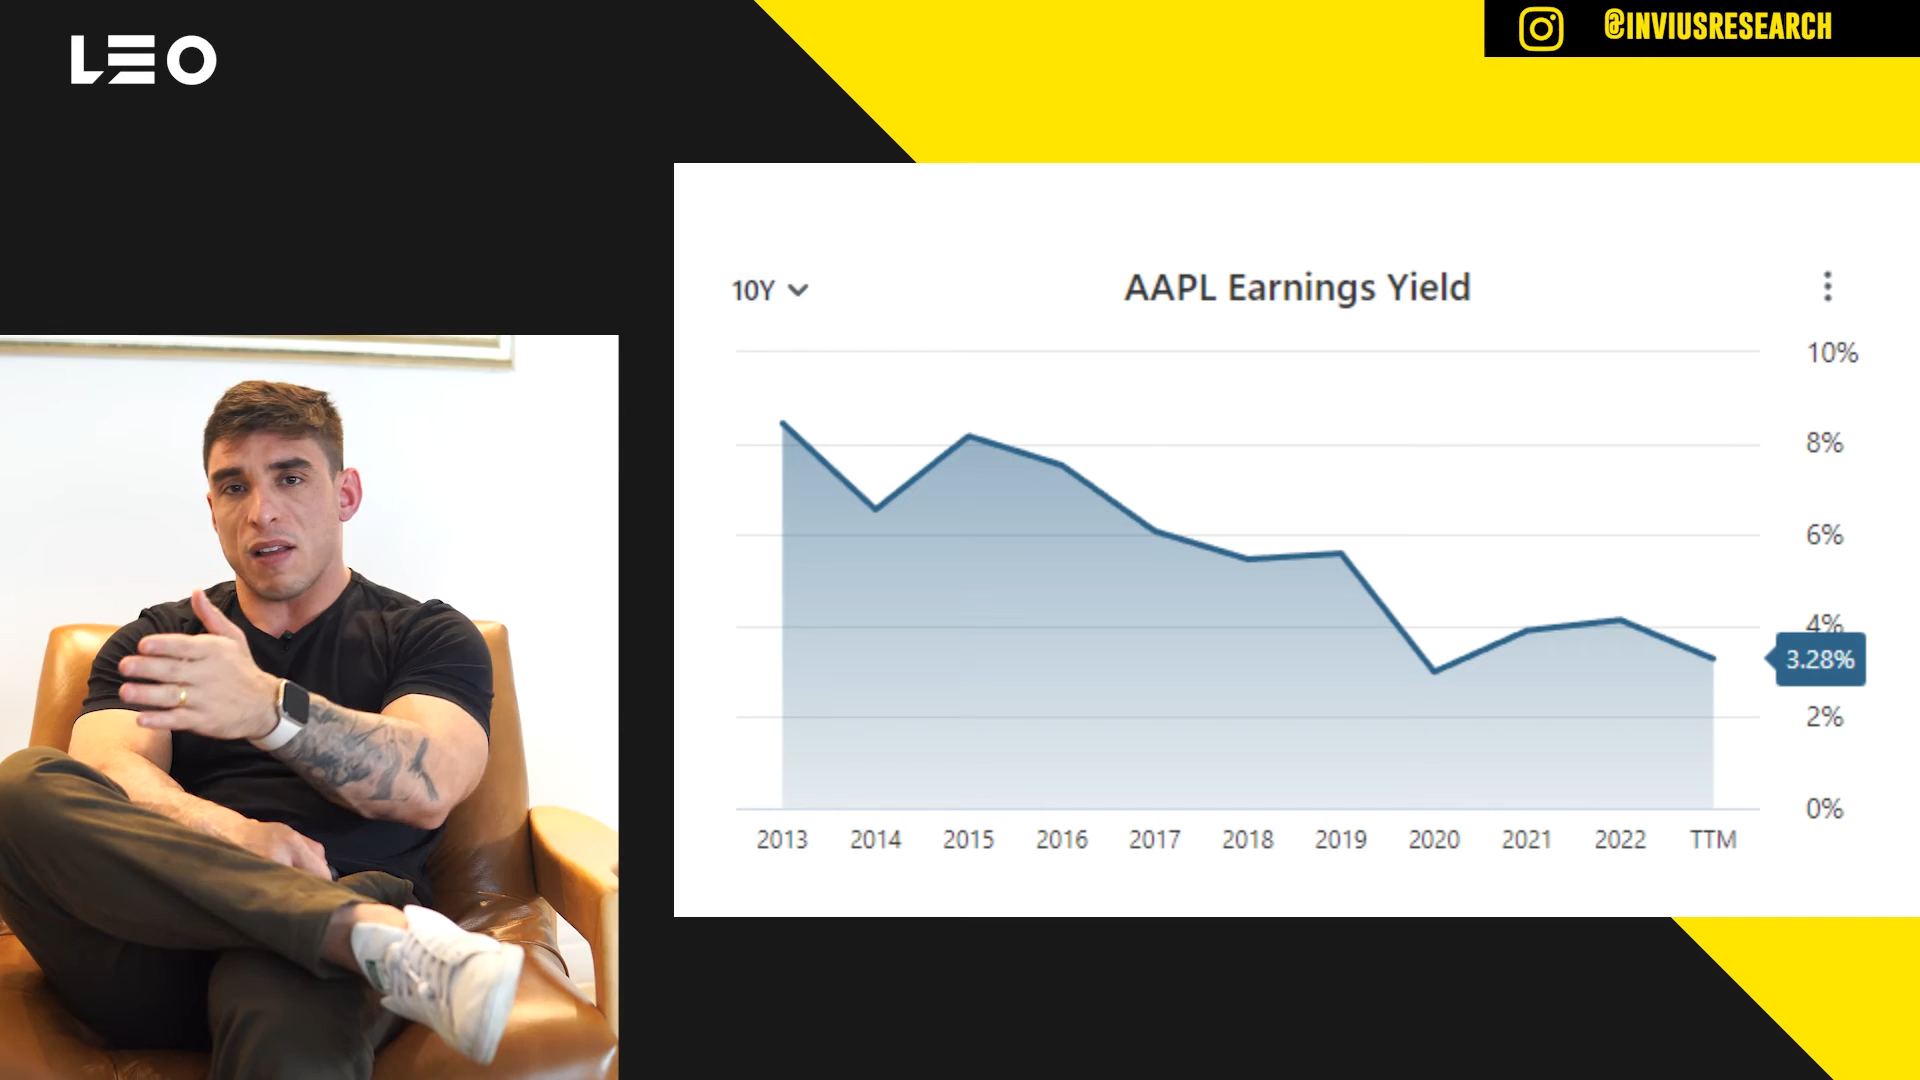 LEO
@INVIUSRESEARCH
10Y
AAPL Earnings Yield
10%
8%
6%
4%
3.28%
2%
0%
2013 2014 2015 2016 2017 2018 2019 2020 2021 2022 TTM